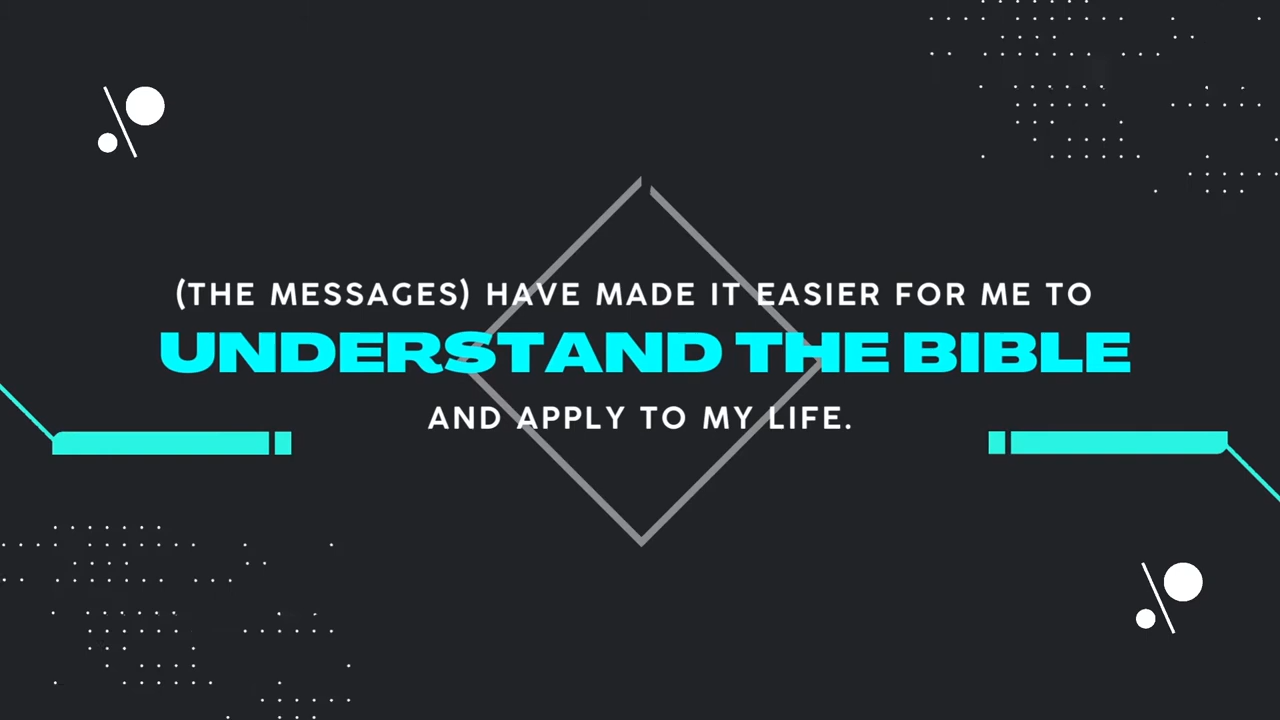 (THE MESSAGES) HAVE MADE IT EASIER FOR ME TO
UNDERSTAND THE BIBLE
AND APPLY TO MY LIFE.